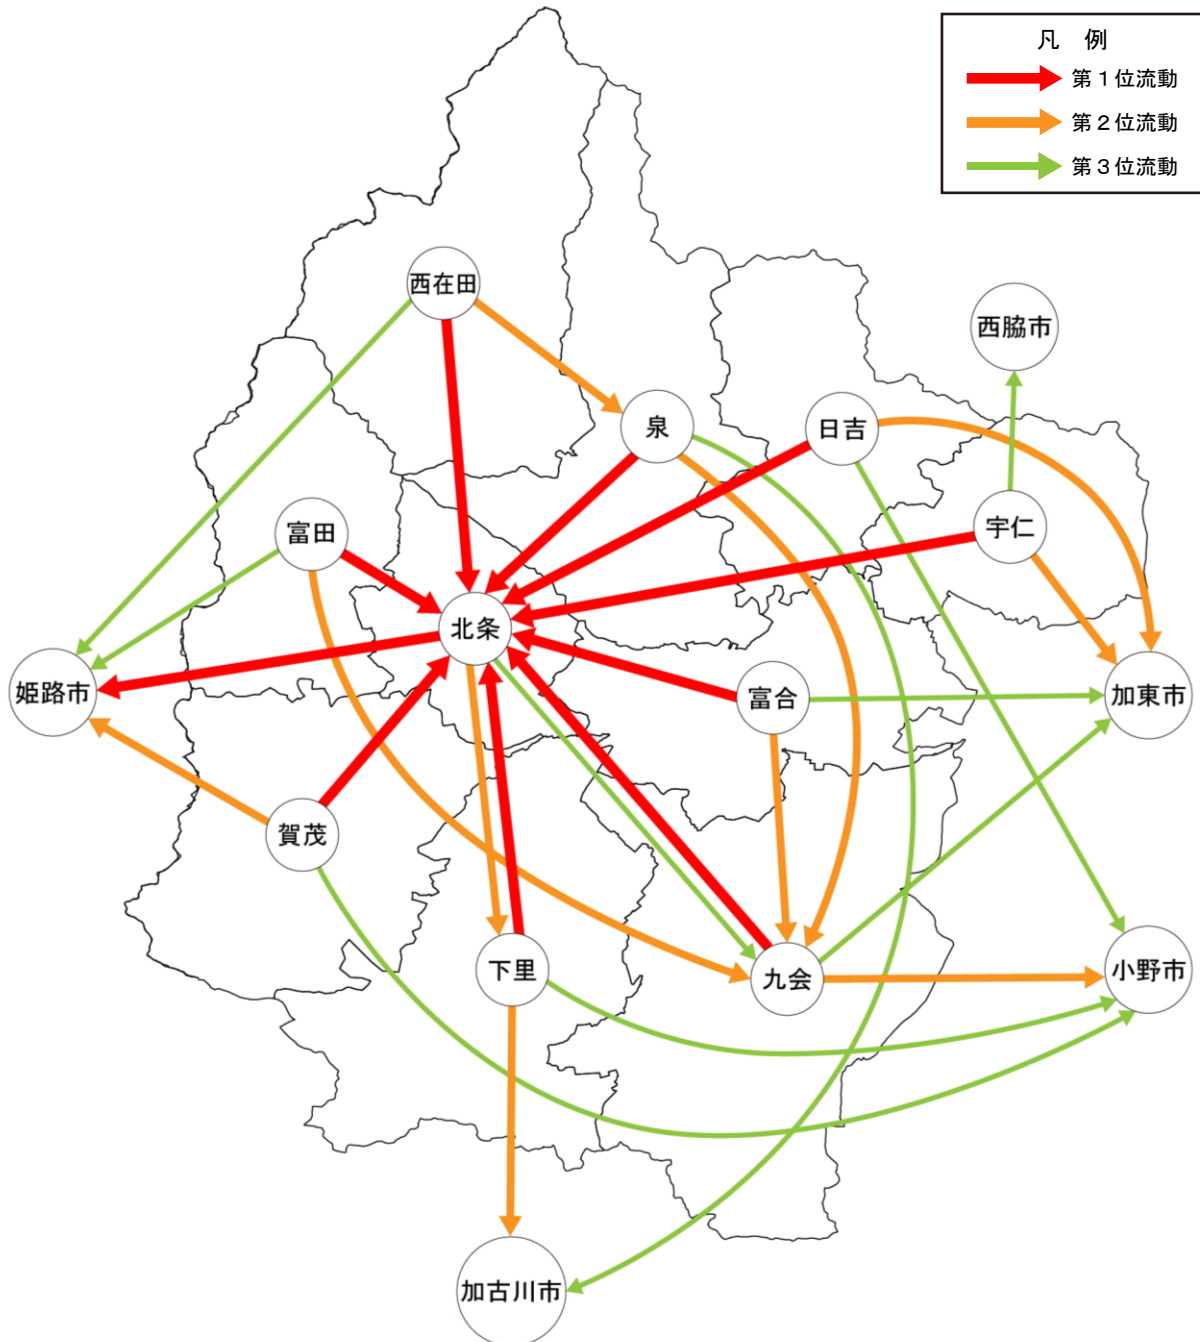 凡 例
第1位流動
第2位流動
第3位流動
西在田
西脇市
泉
日吉
富田
宇仁
北条
姫路市
富合
加東市
賀茂
下里
九会
小野市
加古川市